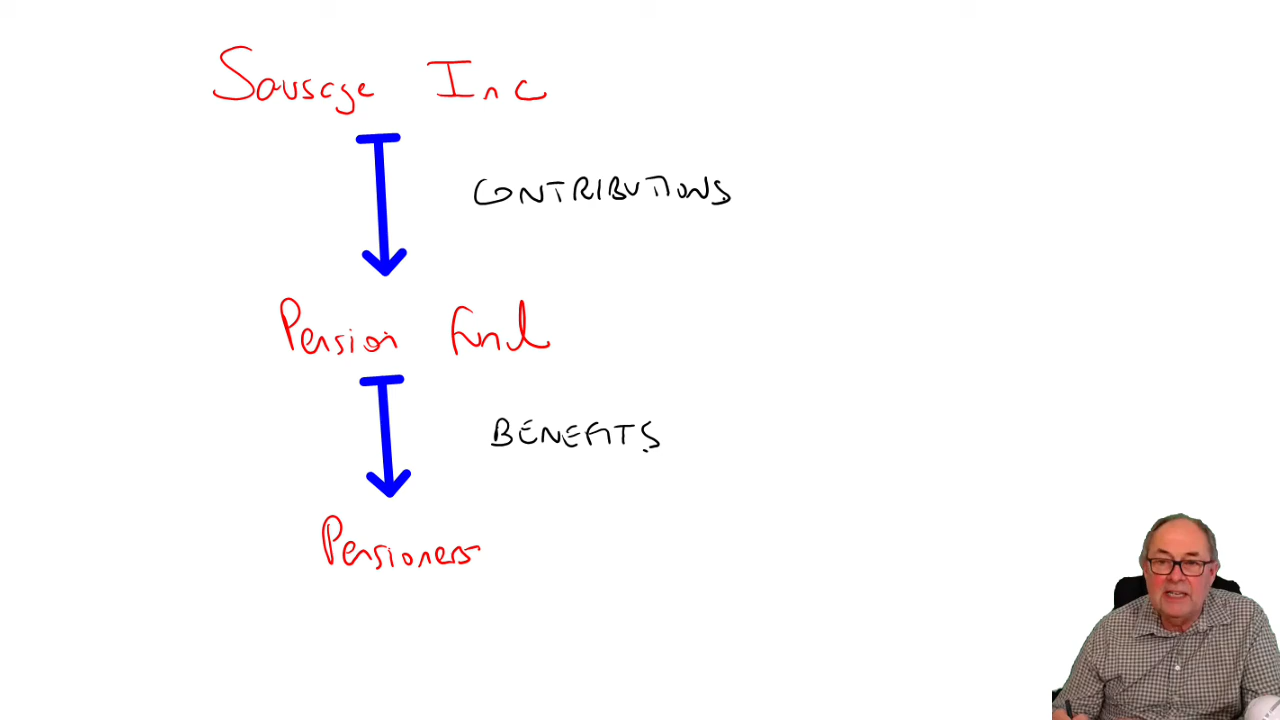 Sausage Inc
CONTRIBUTIONS
Pension Fund
BENEFITS
Pensioners